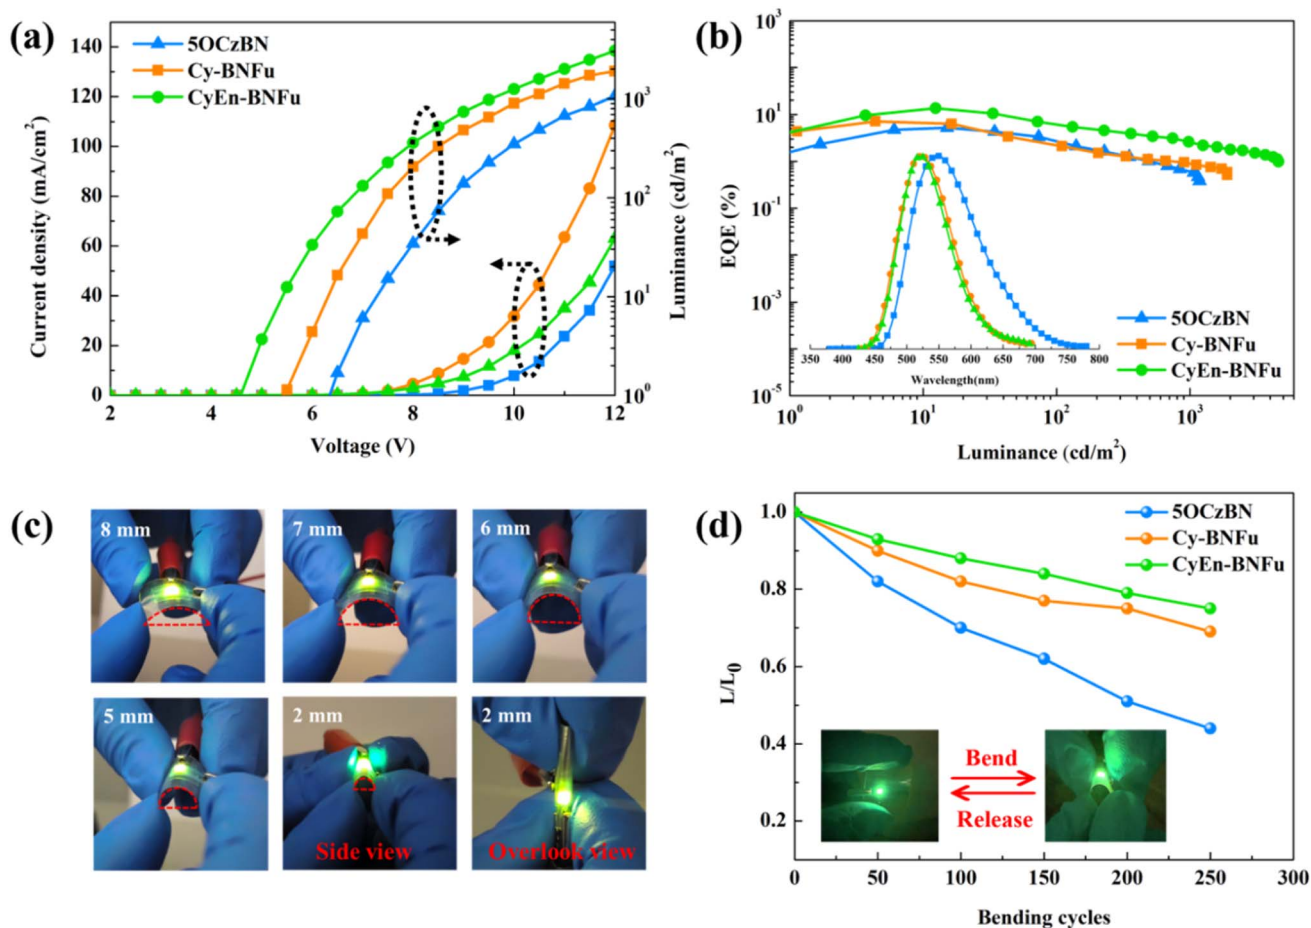 (a)
5OCzBN
Cy-BNFu
CyEn-BNFu
Current density (mA/cm²)
140
120
100
80
60
40
20
0
2 4 6 8 10 12
Voltage (V)
10³
10²
10¹
10⁰
Luminance (cd/m²)
(b)
EQE (%)
10³
10¹
10⁻¹
10⁻³
10⁻⁵
5OCzBN
Cy-BNFu
CyEn-BNFu
350 400 450 500 550 600 650 700 750 800
Wavelength(nm)
10⁰ 10¹ 10² 10³
Luminance (cd/m²)
(c)
8 mm 7 mm 6 mm
5 mm 2 mm 2 mm
Side view Overlook view
(d)
5OCzBN
Cy-BNFu
CyEn-BNFu
L/L₀
1.0
0.8
0.6
0.4
0.2
Bend
Release
0 50 100 150 200 250 300
Bending cycles